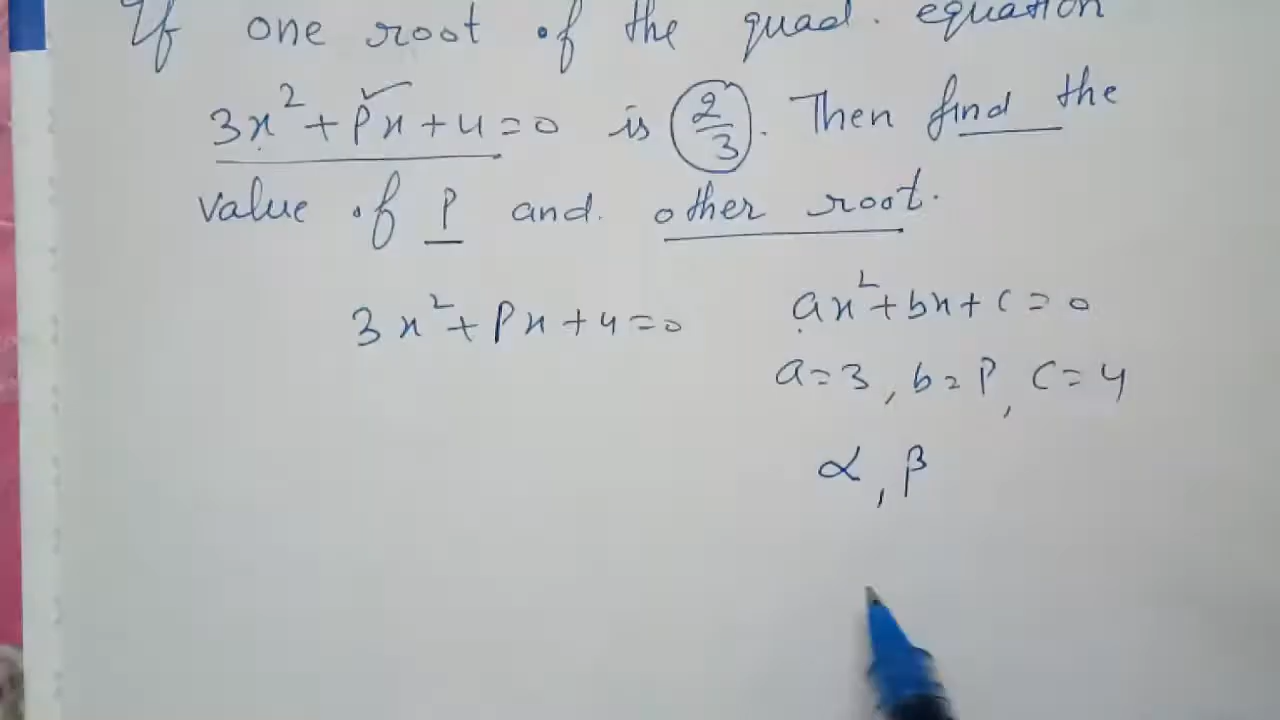 If one root of the quad. equation
3x² + Px + 4 = 0 is 2/3. Then find the
value of P and. other root.
3x² + Px + 4 = 0
ax² + bx + c = 0
a = 3, b = P, c = 4
α, β